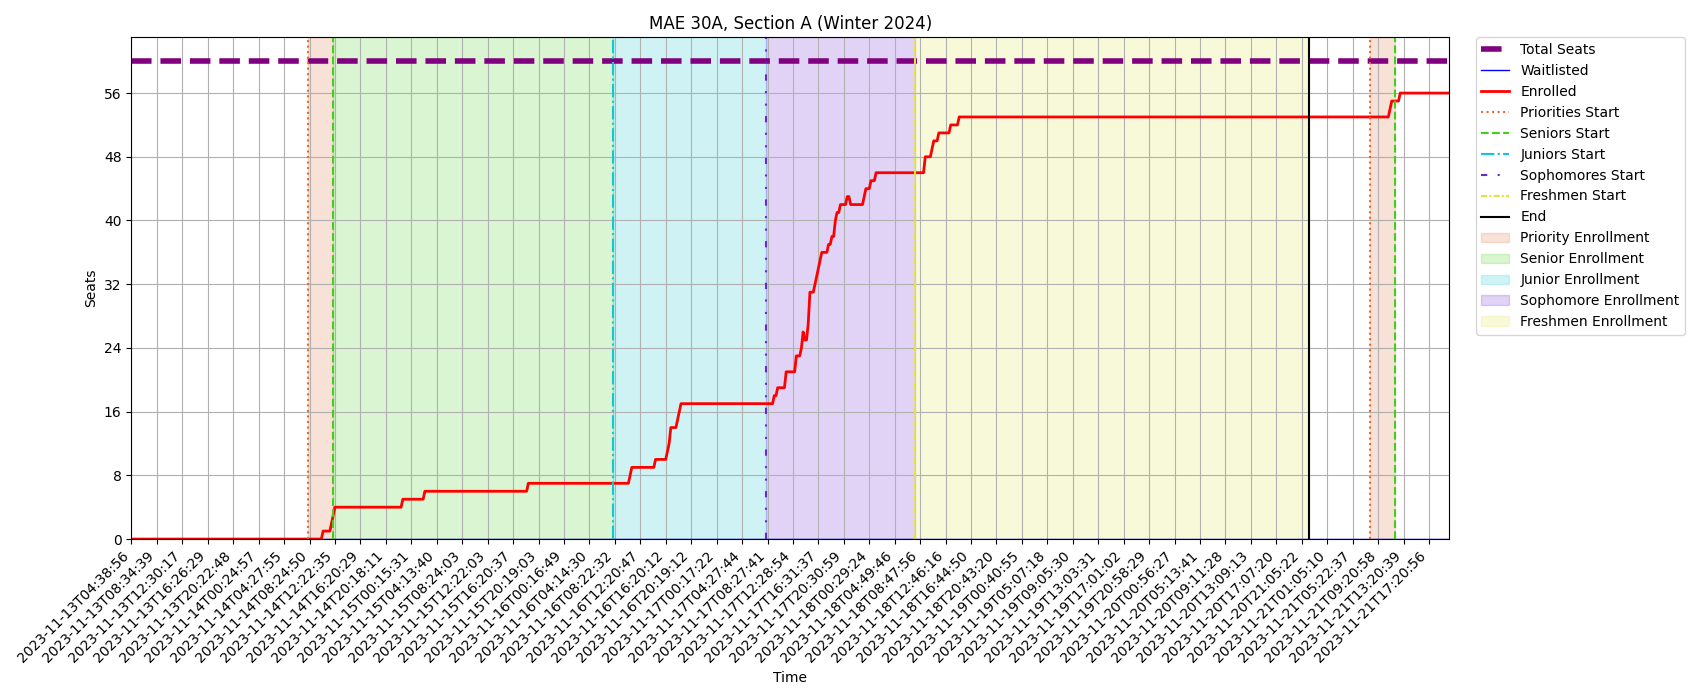 MAE 30A, Section A (Winter 2024)
Total Seats
Waitlisted
Enrolled
Priorities Start
Seniors Start
Juniors Start
Sophomores Start
Freshmen Start
End
Priority Enrollment
Senior Enrollment
Junior Enrollment
Sophomore Enrollment
Freshmen Enrollment
Seats
56
48
40
32
24
16
8
0
2023-11-13T04:38:56
2023-11-13T08:34:39
2023-11-13T12:30:17
2023-11-13T16:26:29
2023-11-13T20:22:48
2023-11-14T00:24:57
2023-11-14T04:27:55
2023-11-14T08:24:50
2023-11-14T12:22:35
2023-11-14T16:20:29
2023-11-14T20:18:11
2023-11-15T00:15:31
2023-11-15T04:13:40
2023-11-15T08:24:03
2023-11-15T12:22:03
2023-11-15T16:20:37
2023-11-15T20:19:03
2023-11-16T00:16:49
2023-11-16T04:14:30
2023-11-16T08:22:32
2023-11-16T12:20:47
2023-11-16T16:20:12
2023-11-16T20:19:12
2023-11-17T00:17:22
2023-11-17T04:27:44
2023-11-17T08:27:41
2023-11-17T12:28:54
2023-11-17T16:31:37
2023-11-17T20:30:59
2023-11-18T00:29:24
2023-11-18T04:49:46
2023-11-18T08:47:56
2023-11-18T12:46:16
2023-11-18T16:44:50
2023-11-18T20:43:20
2023-11-19T00:40:55
2023-11-19T05:07:18
2023-11-19T09:05:30
2023-11-19T13:03:31
2023-11-19T17:01:02
2023-11-19T20:58:29
2023-11-20T00:56:27
2023-11-20T05:13:41
2023-11-20T09:11:28
2023-11-20T13:09:13
2023-11-20T17:07:20
2023-11-20T21:05:22
2023-11-21T01:05:10
2023-11-21T05:22:37
2023-11-21T09:20:58
2023-11-21T13:20:39
2023-11-21T17:20:56
Time